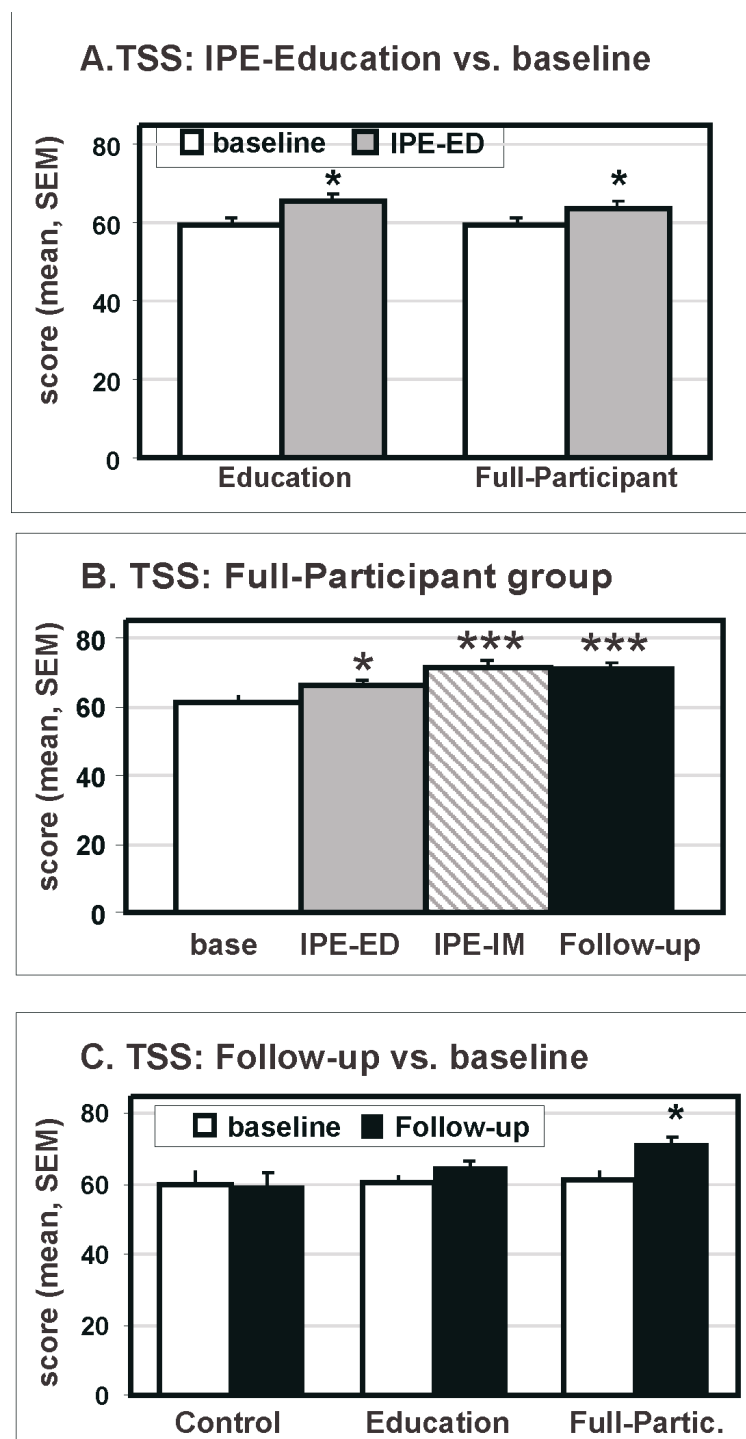 A.TSS: IPE-Education vs. baseline
baseline IPE-ED
score (mean, SEM)
80
60
40
20
0
* *
Education Full-Participant
B. TSS: Full-Participant group
score (mean, SEM)
80
60
40
20
0
* *** ***
base IPE-ED IPE-IM Follow-up
C. TSS: Follow-up vs. baseline
baseline Follow-up
score (mean, SEM)
80
60
40
20
0
*
Control Education Full-Partic.